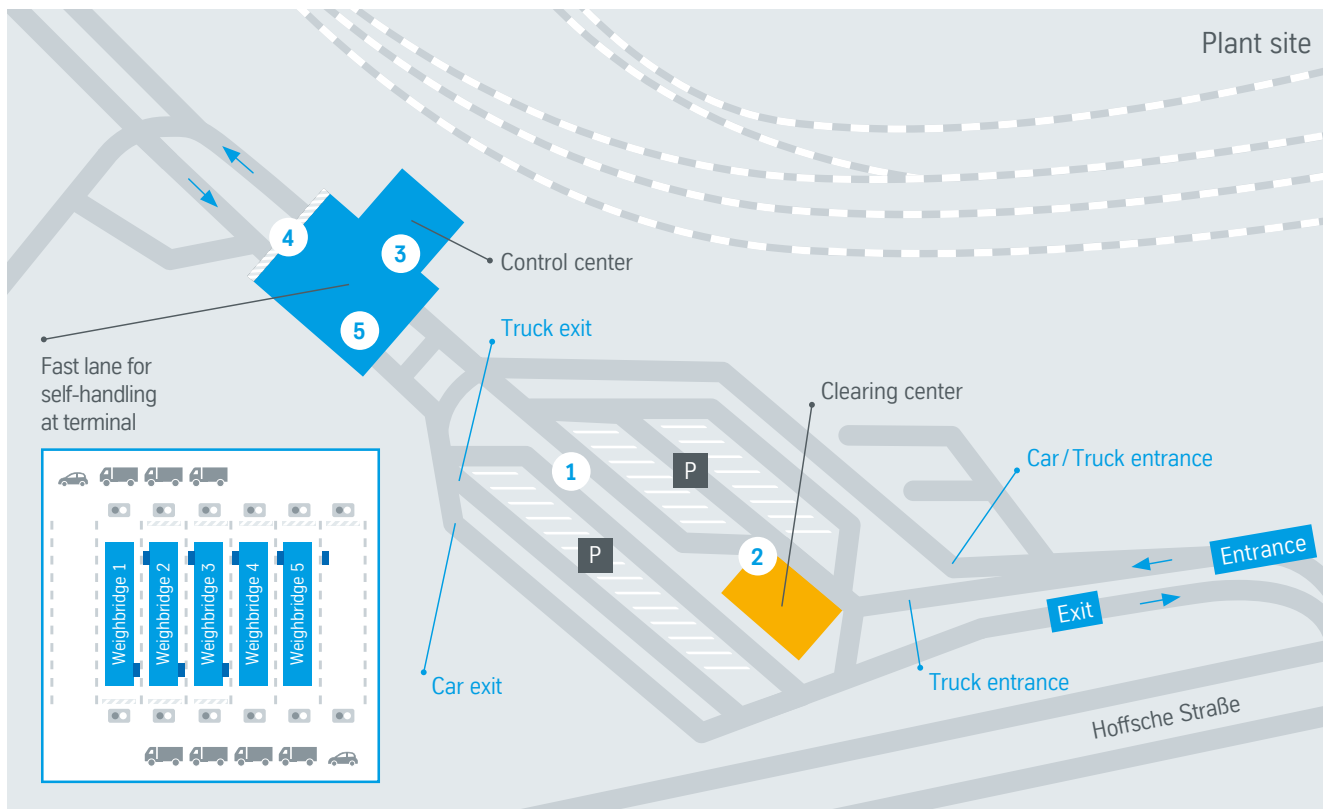 Plant site
4
3
Control center
5
Truck exit
Fast lane for
self-handling
at terminal
Clearing center
1
P
Car / Truck entrance
P
2
Entrance
Exit
Car exit
Truck entrance
Hoffsche Straße
Weighbridge 1
Weighbridge 2
Weighbridge 3
Weighbridge 4
Weighbridge 5